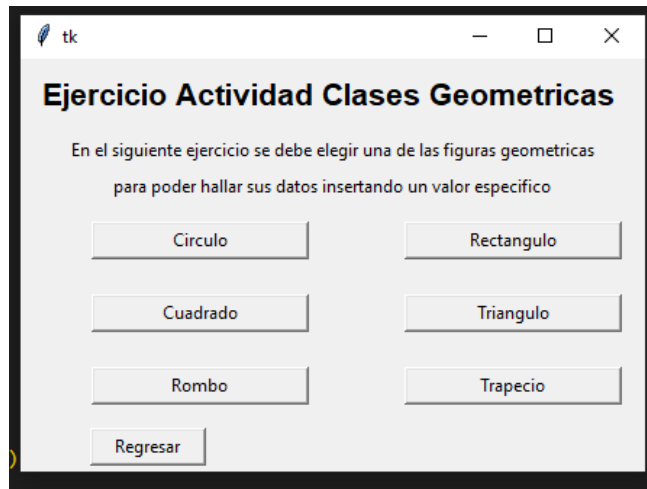 tk
Ejercicio Actividad Clases Geometricas
En el siguiente ejercicio se debe elegir una de las figuras geometricas
para poder hallar sus datos insertando un valor especifico
Circulo Rectangulo
Cuadrado Triangulo
Rombo Trapecio
Regresar
)